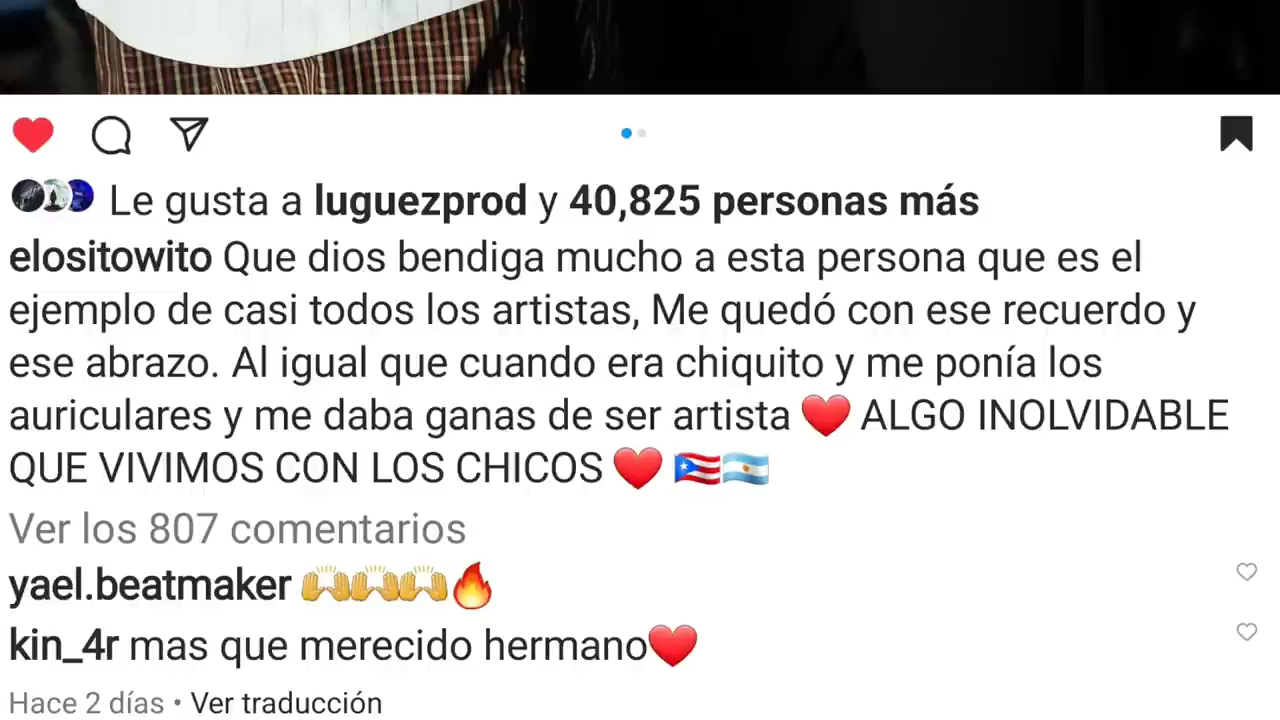 Le gusta a luguezprod y 40,825 personas más
elositowito Que dios bendiga mucho a esta persona que es el
ejemplo de casi todos los artistas, Me quedó con ese recuerdo y
ese abrazo. Al igual que cuando era chiquito y me ponía los
auriculares y me daba ganas de ser artista ❤️ ALGO INOLVIDABLE
QUE VIVIMOS CON LOS CHICOS ❤️ 🇵🇷🇦🇷
Ver los 807 comentarios
yael.beatmaker 🙌🙌🙌🔥
kin_4r mas que merecido hermano❤️
Hace 2 días • Ver traducción